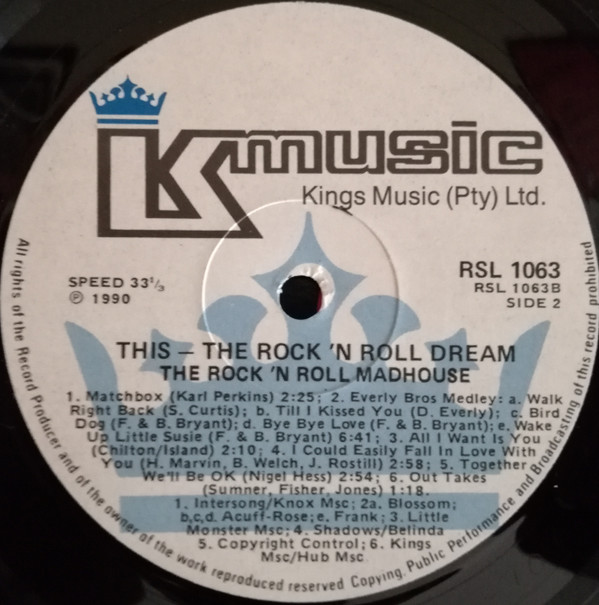 Kmusic
Kings Music (Pty) Ltd.
SPEED 33⅓
℗ 1990
RSL 1063
RSL 1063B
SIDE 2
THIS – THE ROCK 'N ROLL DREAM
THE ROCK 'N ROLL MADHOUSE
1. Matchbox (Karl Perkins) 2:25; 2. Everly Bros Medley: a. Walk
Right Back (S. Curtis); b. Till I Kissed You (D. Everly); c. Bird
Dog (F. & B. Bryant); d. Bye Bye Love (F. & B. Bryant); e. Wake
Up Little Susie (F. & B. Bryant) 6:41; 3. All I Want Is You
(Chilton/Island) 2:10; 4. I Could Easily Fall In Love With
You (H. Marvin, B. Welch, J. Rostill) 2:58; 5. Together
We'll Be OK (Nigel Hess) 2:54; 6. Out Takes
(Sumner, Fisher, Jones) 1:18.
1. Intersong/Knox Msc; 2a. Blossom;
b,c,d. Acuff-Rose; e. Frank; 3. Little
Monster Msc; 4. Shadows/Belinda
5. Copyright Control; 6. Kings
Msc/Hub Msc
All rights of the Record Producer and of the owner of the work reproduced reserved Copying, Public Performance and Broadcasting of this record prohibited